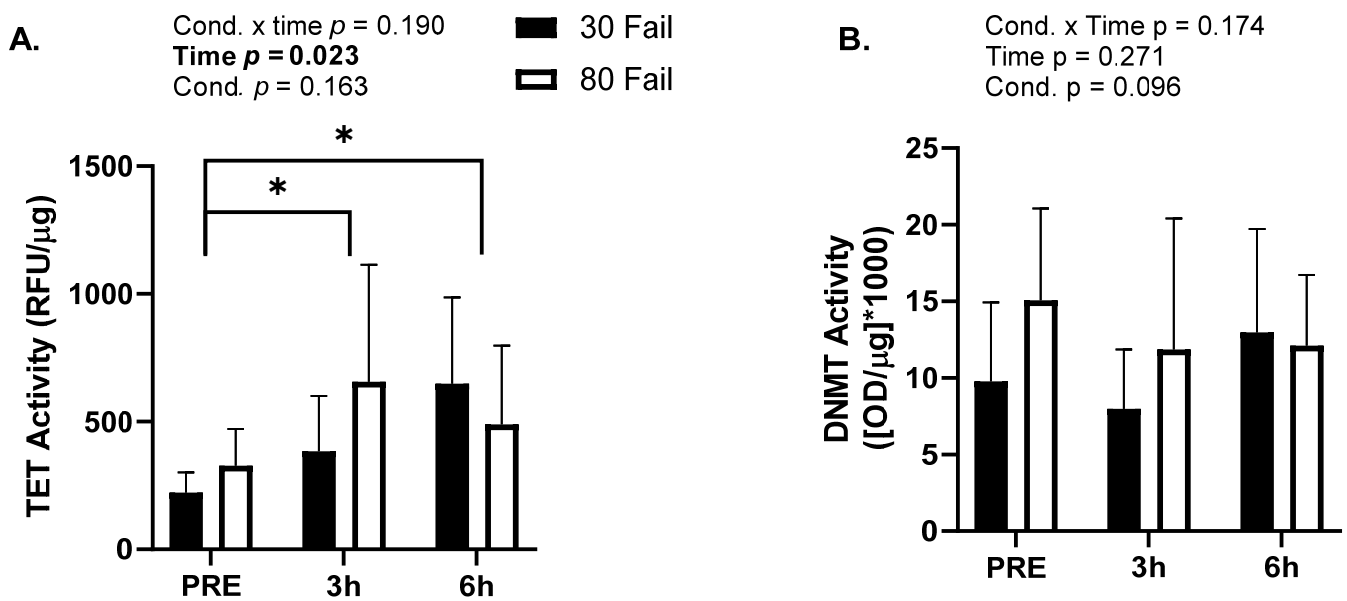 A.
Cond. x time p = 0.190
Time p = 0.023
Cond. p = 0.163
30 Fail
80 Fail
*
*
TET Activity (RFU/μg)
1500
1000
500
0
PRE
3h
6h
B.
Cond. x Time p = 0.174
Time p = 0.271
Cond. p = 0.096
DNMT Activity
([OD/μg]*1000)
25
20
15
10
5
0
PRE
3h
6h